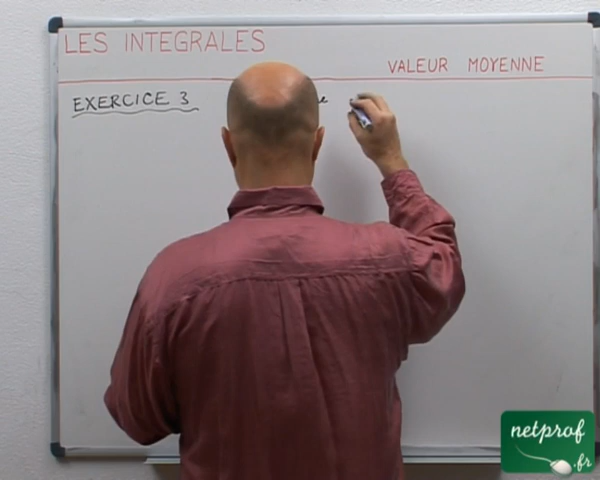 LES INTEGRALES
VALEUR MOYENNE
EXERCICE 3
netprof
.fr